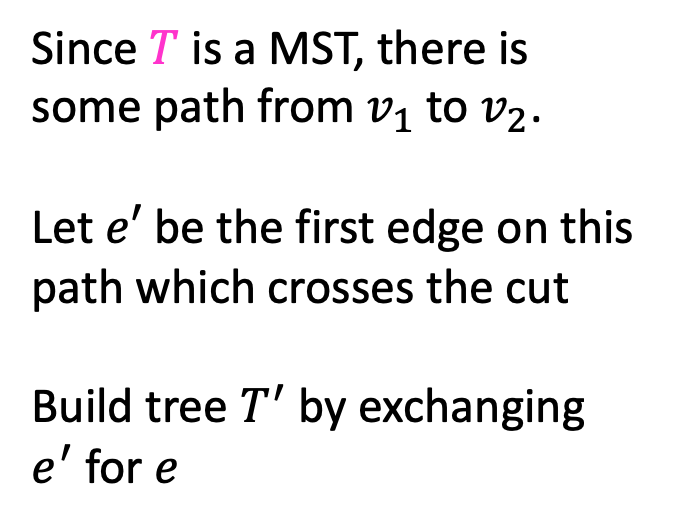 Since T is a MST, there is
some path from v₁ to v₂.
Let e′ be the first edge on this
path which crosses the cut
Build tree T′ by exchanging
e′ for e